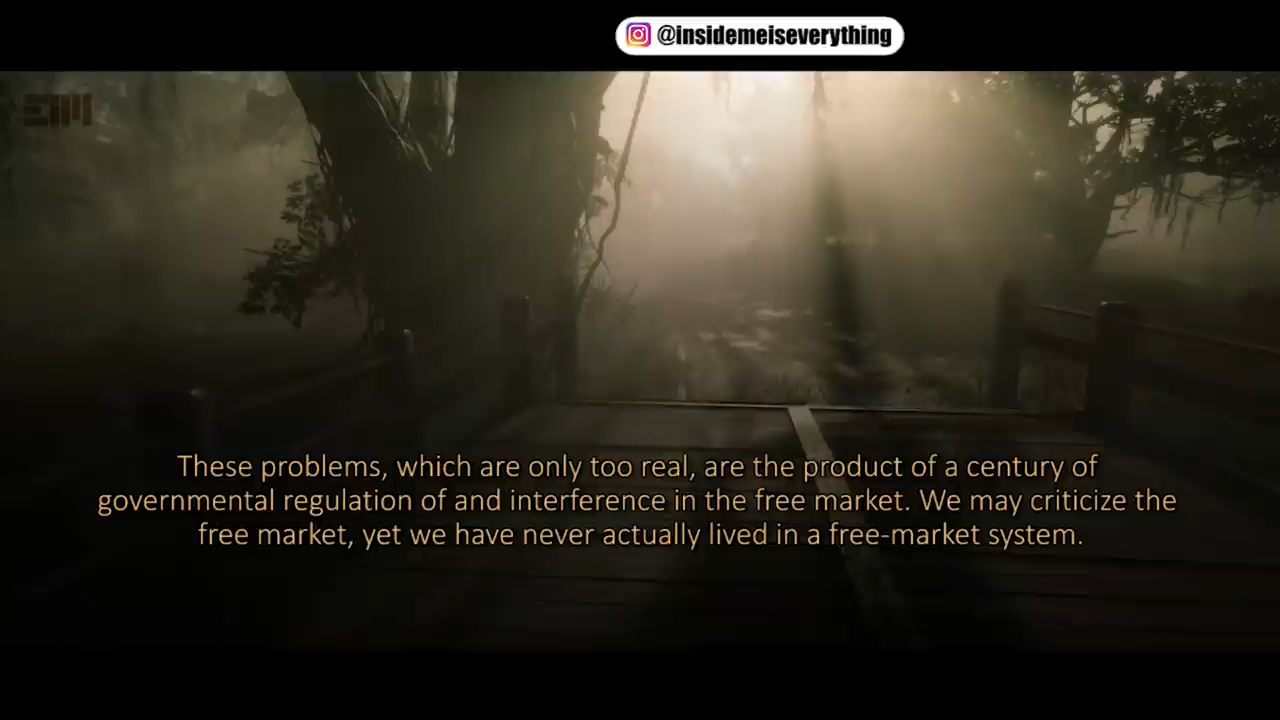 @insidemeiseverything
EIM
These problems, which are only too real, are the product of a century of
governmental regulation of and interference in the free market. We may criticize the
free market, yet we have never actually lived in a free-market system.